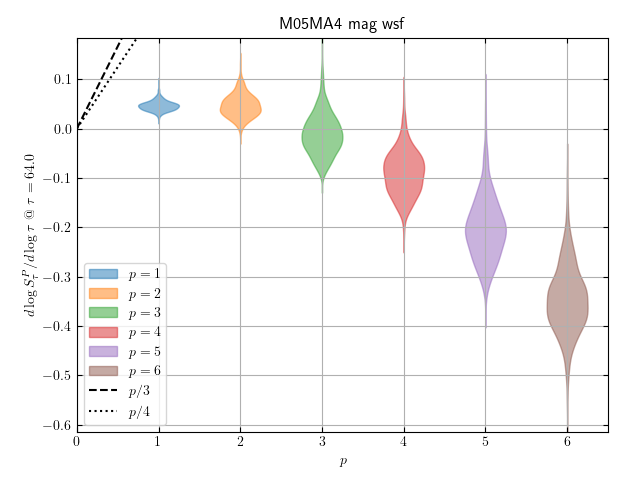 M05MA4 mag wsf
d log S_τ^p / d log τ @ τ = 64.0
0.1
0.0
−0.1
−0.2
−0.3
−0.4
−0.5
−0.6
p = 1
p = 2
p = 3
p = 4
p = 5
p = 6
p/3
p/4
0 1 2 3 4 5 6
p